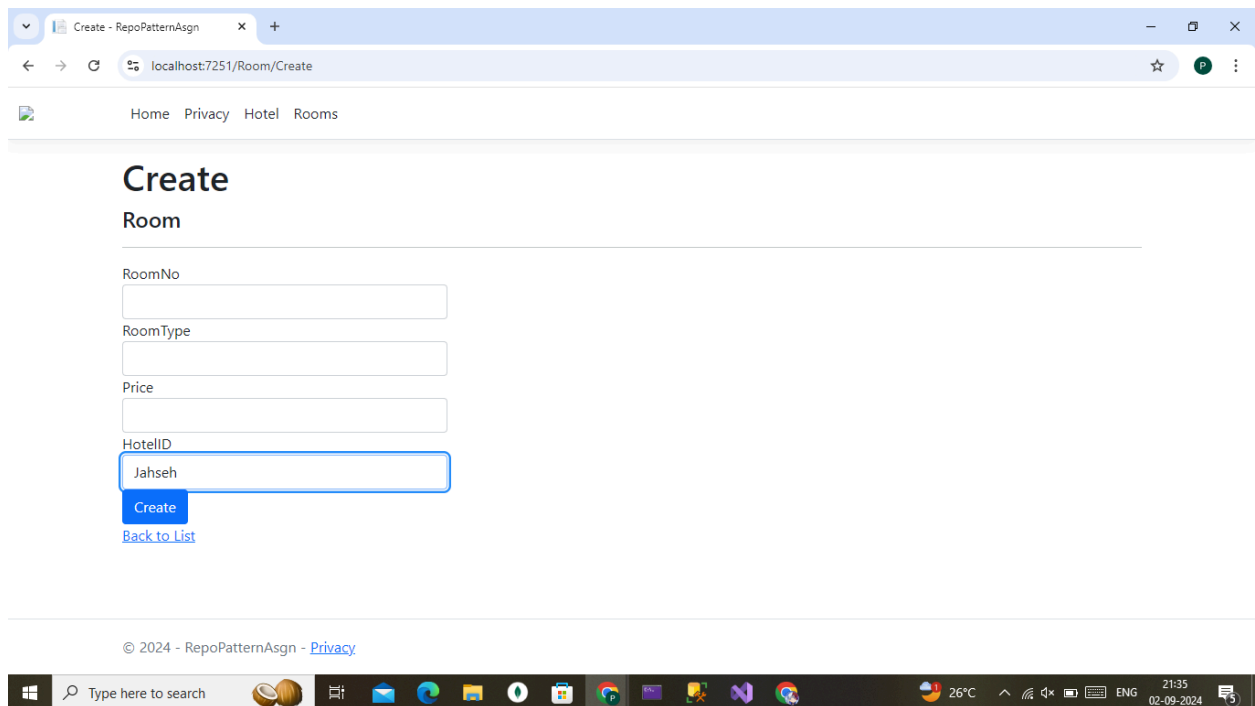 Create - RepoPatternAsgn
localhost:7251/Room/Create
P
Home Privacy Hotel Rooms
Create
Room
RoomNo
RoomType
Price
HotelID
Jahseh
Create
Back to List
© 2024 - RepoPatternAsgn - Privacy
Type here to search
26°C
ENG
21:35
02-09-2024
5